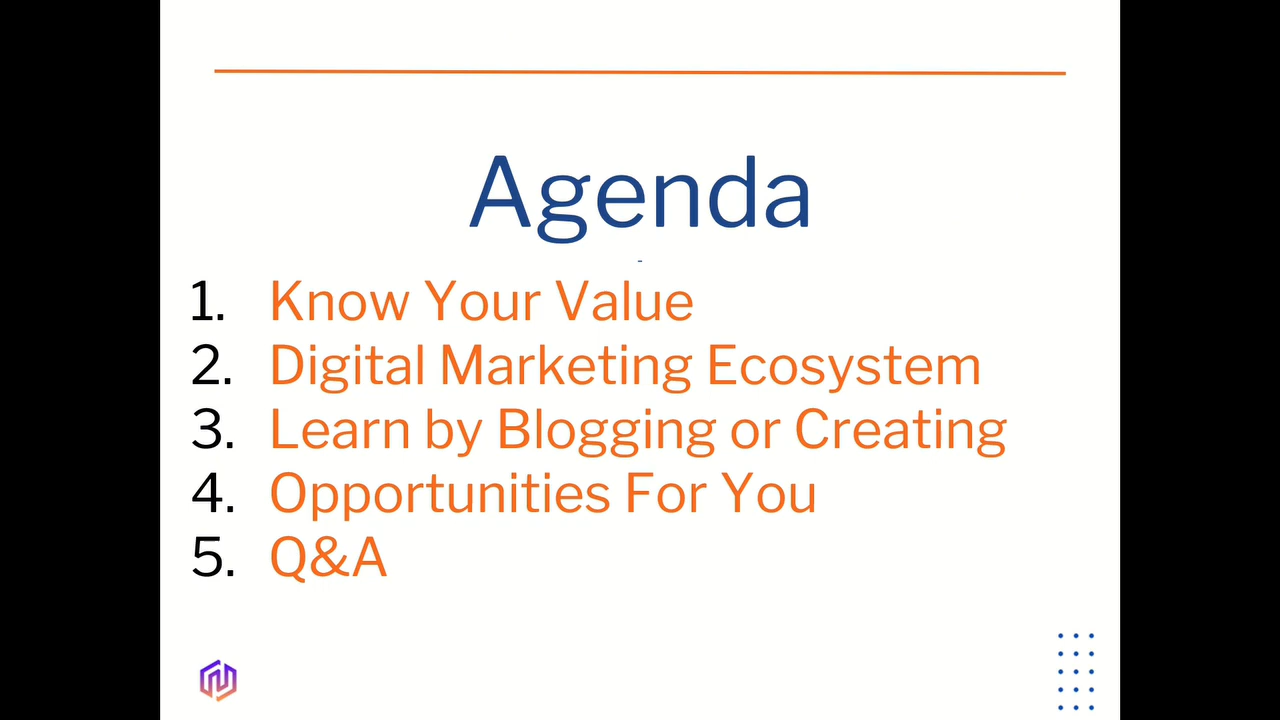 Agenda
-
1. Know Your Value
2. Digital Marketing Ecosystem
3. Learn by Blogging or Creating
4. Opportunities For You
5. Q&A